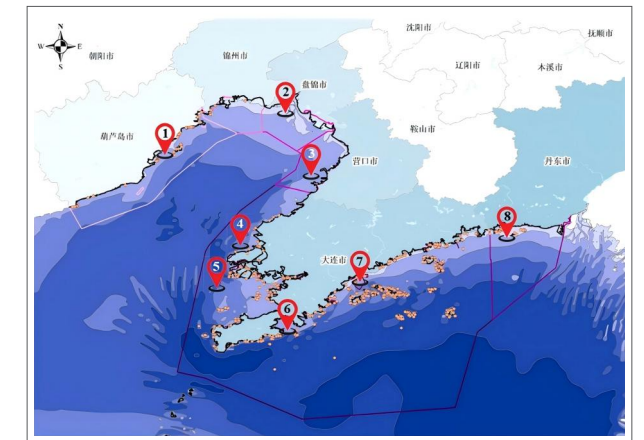 N
W E
S
朝阳市
锦州市
沈阳市
抚顺市
辽阳市
本溪市
盘锦市
鞍山市
葫芦岛市
营口市
丹东市
大连市
1
2
3
4
5
6
7
8